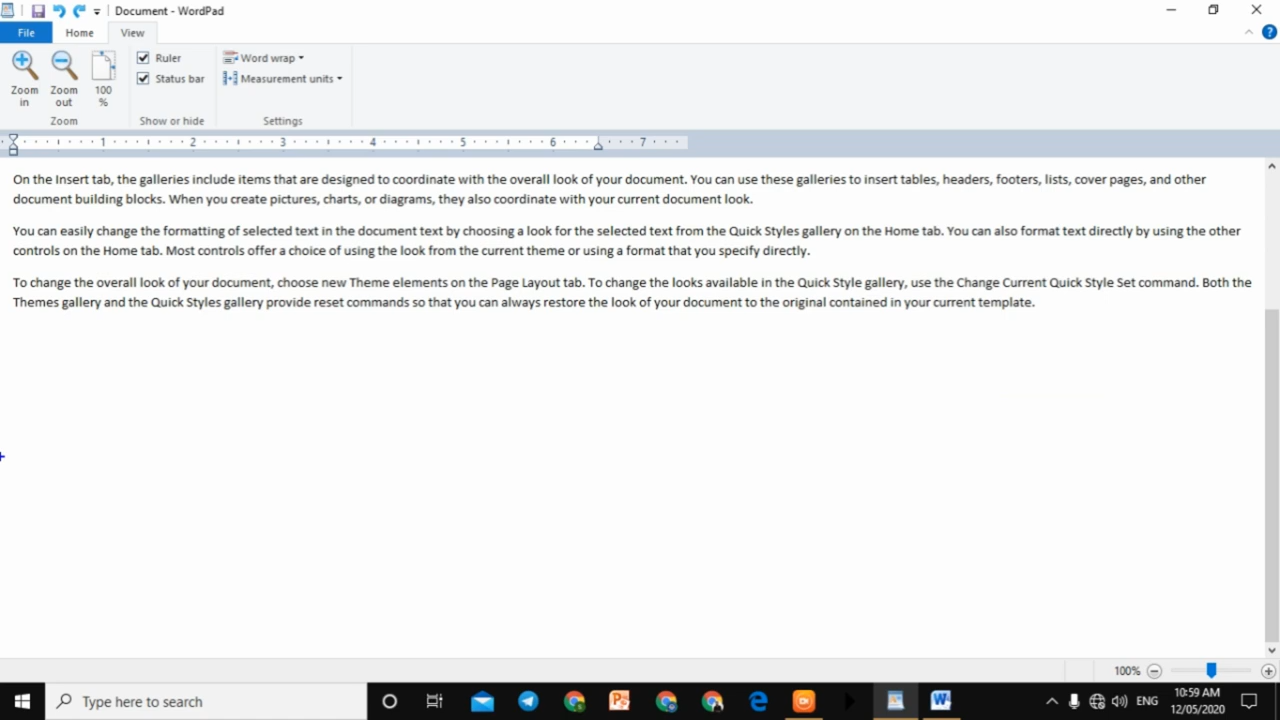 Document - WordPad
File Home View
Zoom in
Zoom out
100 %
Ruler
Status bar
Word wrap
Measurement units
Zoom
Show or hide
Settings
1 2 3 4 5 6 7
On the Insert tab, the galleries include items that are designed to coordinate with the overall look of your document. You can use these galleries to insert tables, headers, footers, lists, cover pages, and other
document building blocks. When you create pictures, charts, or diagrams, they also coordinate with your current document look.
You can easily change the formatting of selected text in the document text by choosing a look for the selected text from the Quick Styles gallery on the Home tab. You can also format text directly by using the other
controls on the Home tab. Most controls offer a choice of using the look from the current theme or using a format that you specify directly.
To change the overall look of your document, choose new Theme elements on the Page Layout tab. To change the looks available in the Quick Style gallery, use the Change Current Quick Style Set command. Both the
Themes gallery and the Quick Styles gallery provide reset commands so that you can always restore the look of your document to the original contained in your current template.
100%
Type here to search
ENG
10:59 AM
12/05/2020